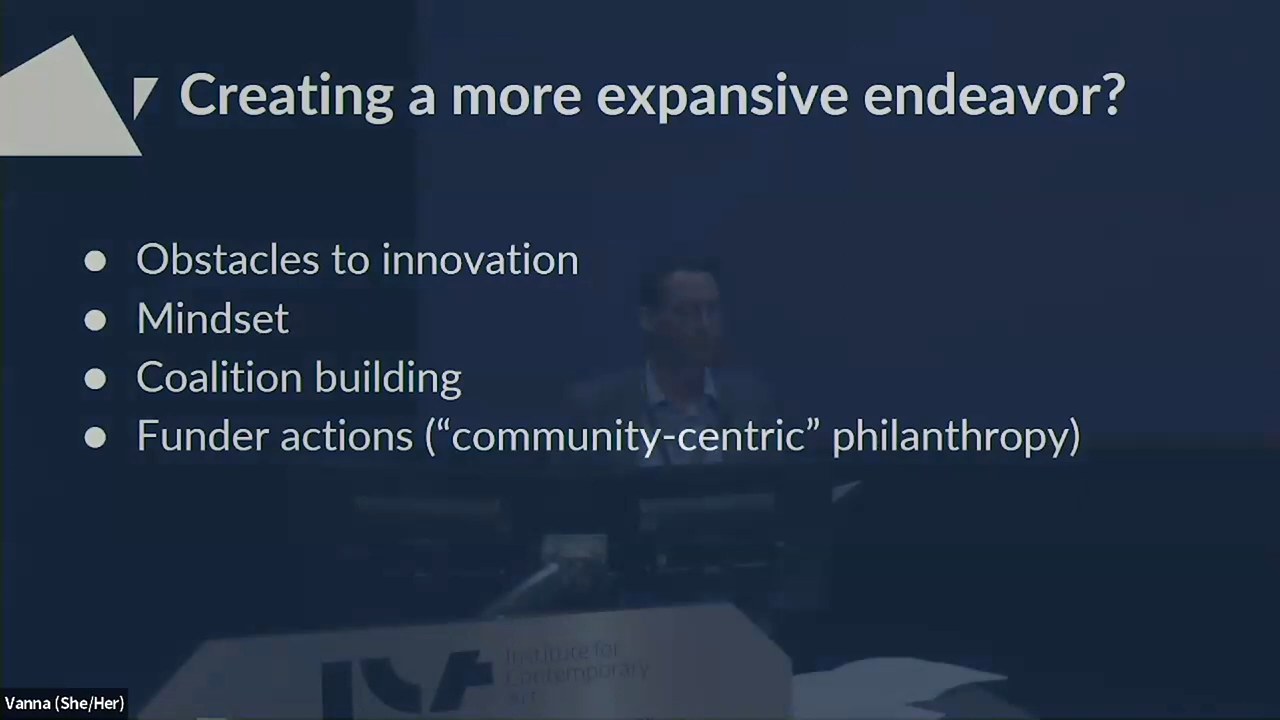 Creating a more expansive endeavor?
● Obstacles to innovation
● Mindset
● Coalition building
● Funder actions (“community-centric” philanthropy)
ICA
Institute for
Contemporary
Art
Vanna (She/Her)